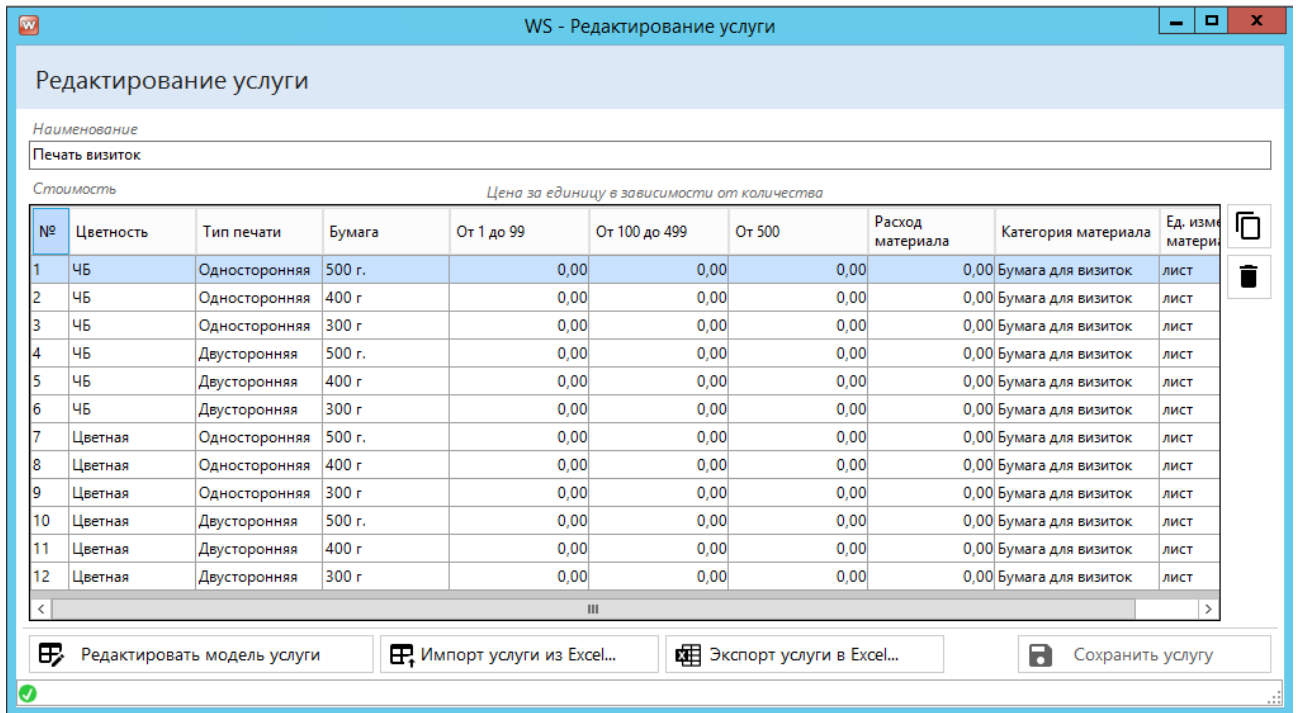 WS - Редактирование услуги
Редактирование услуги
Наименование
Печать визиток
Стоимость Цена за единицу в зависимости от количества
№ Цветность Тип печати Бумага От 1 до 99 От 100 до 499 От 500 Расход материала Категория материала Ед. изме материа
1 ЧБ Односторонняя 500 г. 0,00 0,00 0,00 0,00 Бумага для визиток лист
2 ЧБ Односторонняя 400 г 0,00 0,00 0,00 0,00 Бумага для визиток лист
3 ЧБ Односторонняя 300 г 0,00 0,00 0,00 0,00 Бумага для визиток лист
4 ЧБ Двусторонняя 500 г. 0,00 0,00 0,00 0,00 Бумага для визиток лист
5 ЧБ Двусторонняя 400 г 0,00 0,00 0,00 0,00 Бумага для визиток лист
6 ЧБ Двусторонняя 300 г 0,00 0,00 0,00 0,00 Бумага для визиток лист
7 Цветная Односторонняя 500 г. 0,00 0,00 0,00 0,00 Бумага для визиток лист
8 Цветная Односторонняя 400 г 0,00 0,00 0,00 0,00 Бумага для визиток лист
9 Цветная Односторонняя 300 г 0,00 0,00 0,00 0,00 Бумага для визиток лист
10 Цветная Двусторонняя 500 г. 0,00 0,00 0,00 0,00 Бумага для визиток лист
11 Цветная Двусторонняя 400 г 0,00 0,00 0,00 0,00 Бумага для визиток лист
12 Цветная Двусторонняя 300 г 0,00 0,00 0,00 0,00 Бумага для визиток лист
Редактировать модель услуги Импорт услуги из Excel... Экспорт услуги в Excel... Сохранить услугу